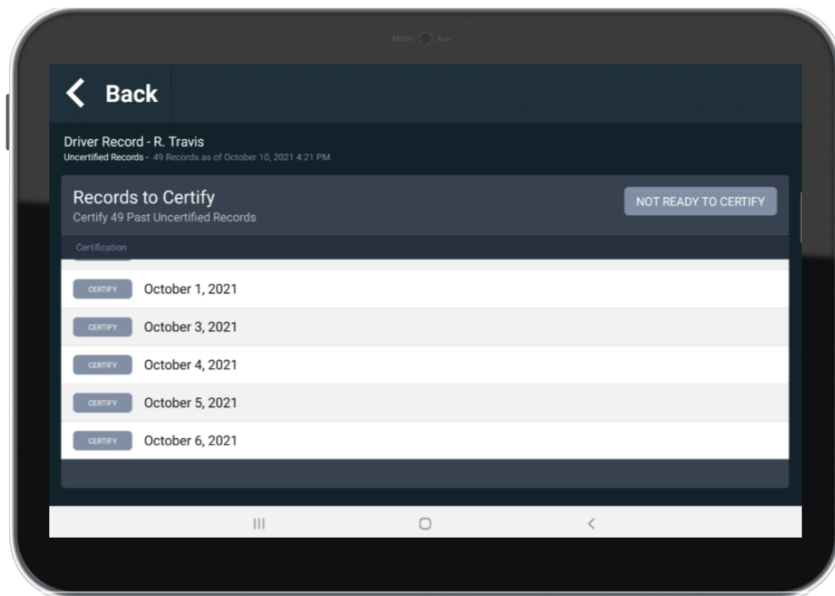 Back
Driver Record - R. Travis
Uncertified Records - 49 Records as of October 10, 2021 4:21 PM
Records to Certify
Certify 49 Past Uncertified Records
NOT READY TO CERTIFY
Certification
CERTIFY October 1, 2021
CERTIFY October 3, 2021
CERTIFY October 4, 2021
CERTIFY October 5, 2021
CERTIFY October 6, 2021